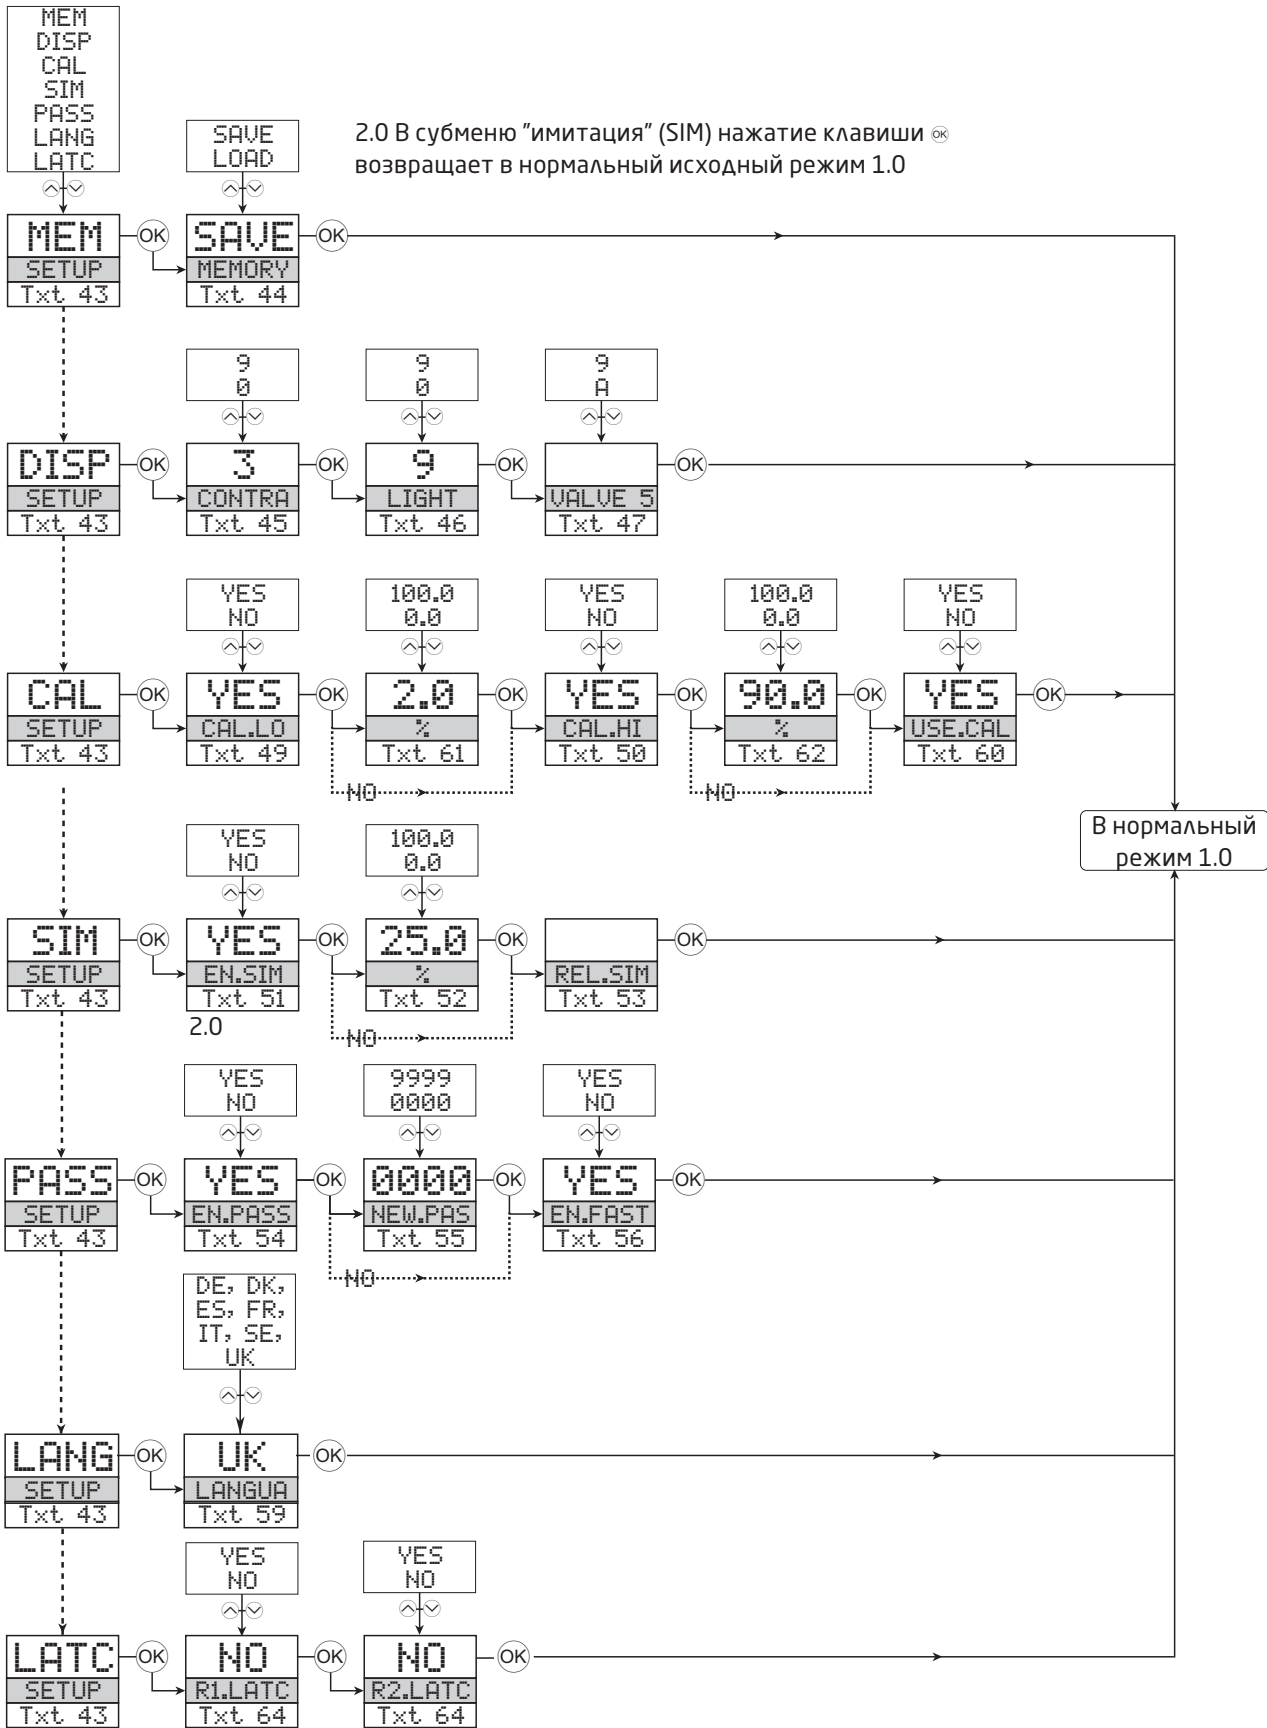 MEM
DISP
CAL
SIM
PASS
LANG
LATC
SAVE
LOAD
2.0 В субменю "имитация" (SIM) нажатие клавиши OK
возвращает в нормальный исходный режим 1.0
MEM OK SAVE OK
SETUP MEMORY
Txt 43 Txt 44
9 9 9
0 0 A
DISP OK 3 OK 9 OK OK
SETUP CONTRA LIGHT VALVE 5
Txt 43 Txt 45 Txt 46 Txt 47
YES 100.0 YES 100.0 YES
NO 0.0 NO 0.0 NO
CAL OK YES OK 2.0 OK YES OK 90.0 OK YES OK
SETUP CAL.LO % CAL.HI % USE.CAL
Txt 43 Txt 49 Txt 61 Txt 50 Txt 62 Txt 60
NO NO
В нормальный
режим 1.0
YES 100.0
NO 0.0
SIM OK YES OK 25.0 OK OK
SETUP EN.SIM % REL.SIM
Txt 43 Txt 51 Txt 52 Txt 53
2.0
NO
YES 9999 YES
NO 0000 NO
PASS OK YES OK 0000 OK YES OK
SETUP EN.PASS NEW.PAS EN.FAST
Txt 43 Txt 54 Txt 55 Txt 56
NO
DE, DK,
ES, FR,
IT, SE,
UK
LANG OK UK OK
SETUP LANGUA
Txt 43 Txt 59
YES YES
NO NO
LATC OK NO OK NO OK
SETUP R1.LATC R2.LATC
Txt 43 Txt 64 Txt 64